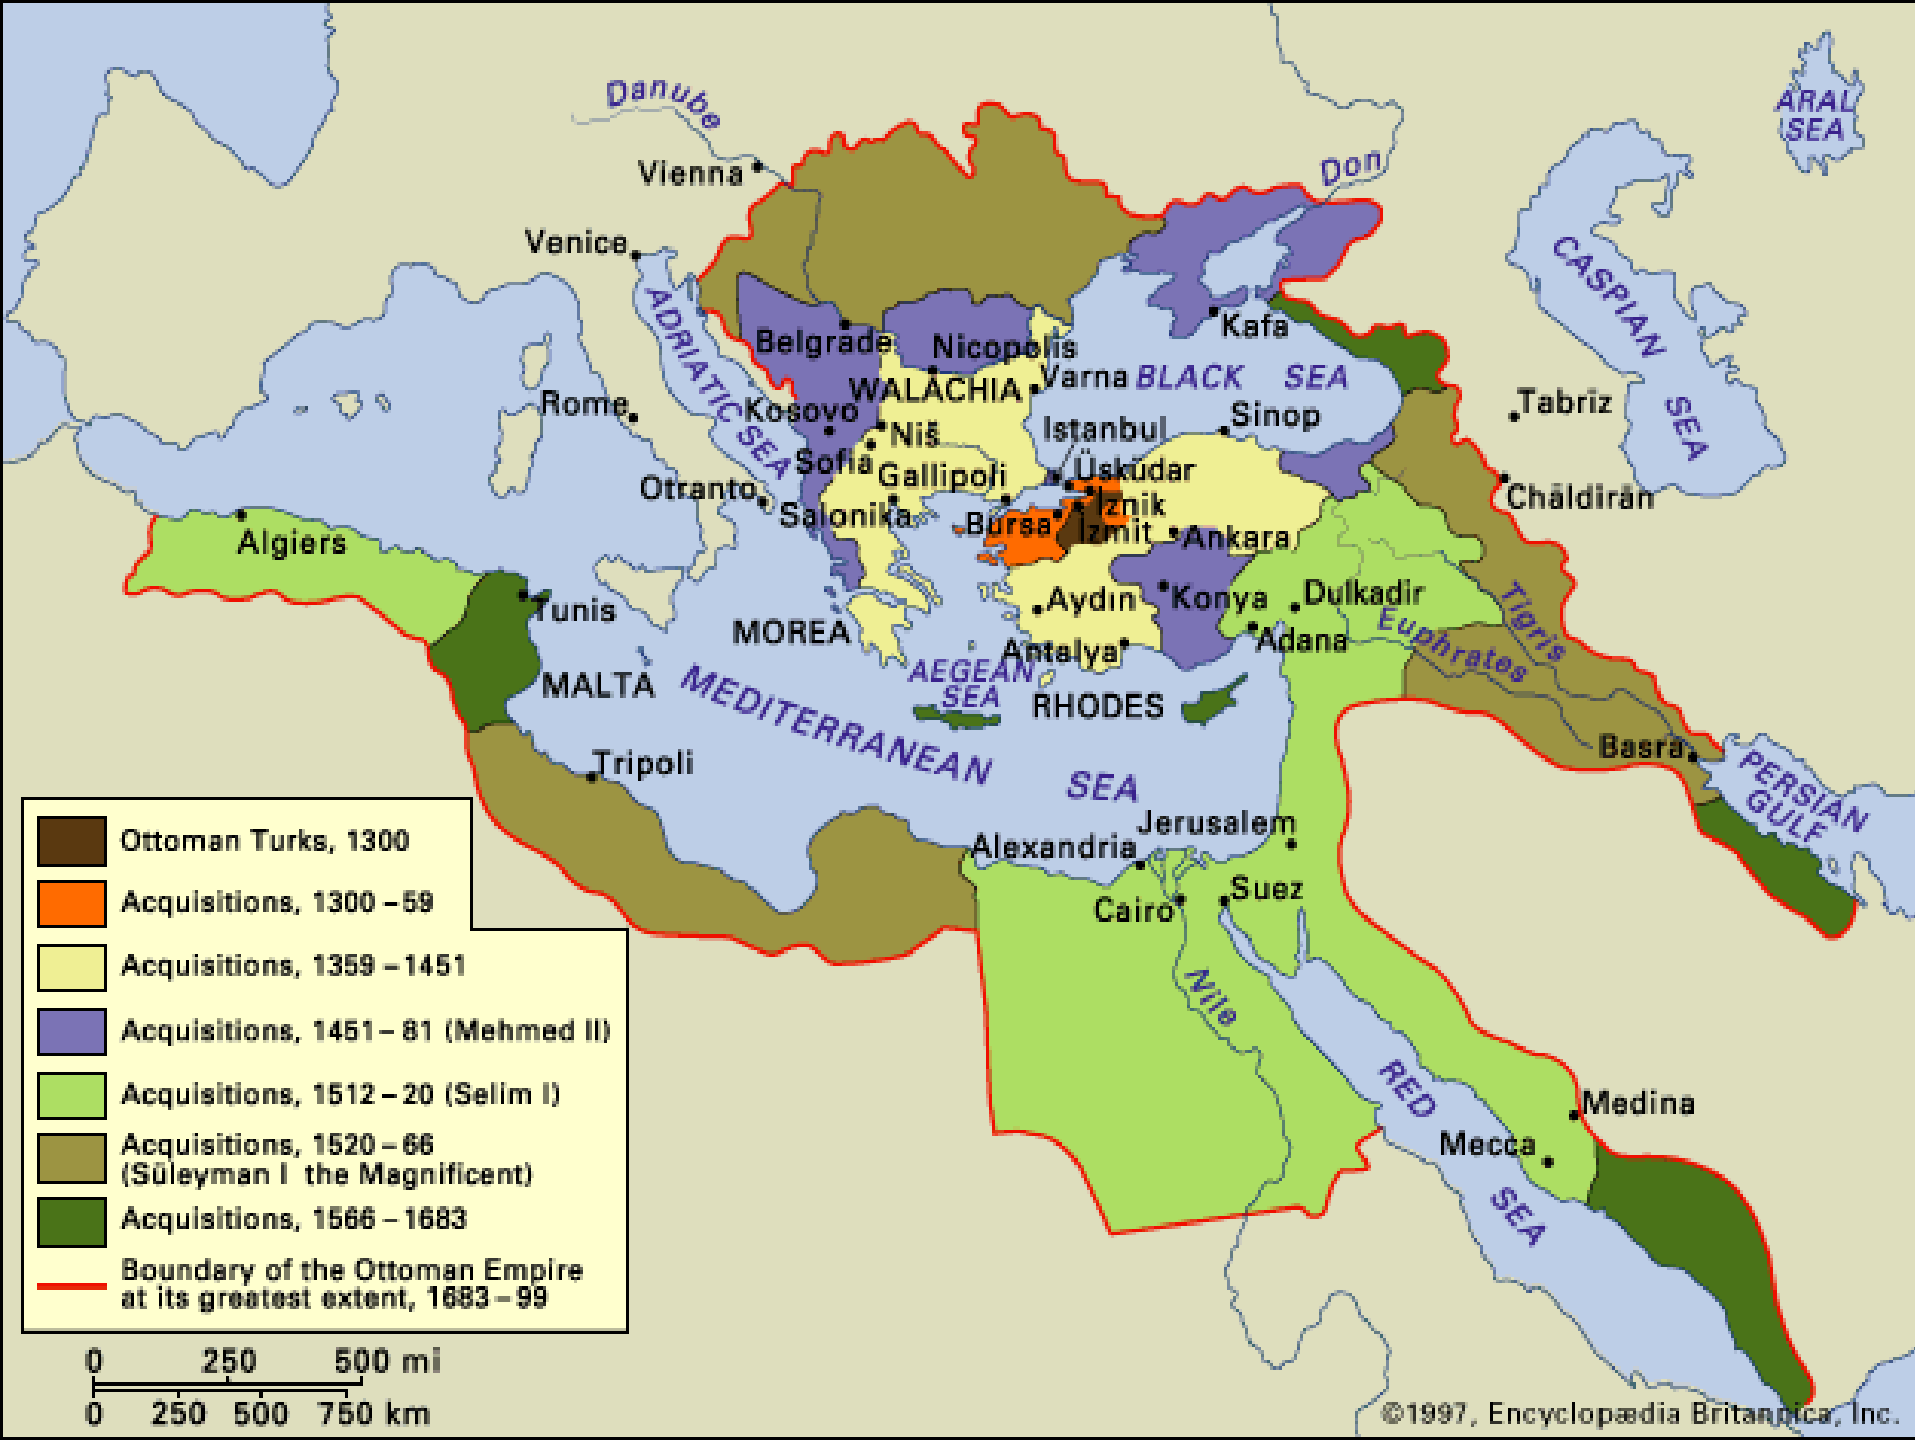 Danube
ARAL
SEA
Vienna
Don
Venice
CASPIAN
SEA
ADRIATIC SEA
Belgrade
Nicopolis
Kafa
WALACHIA
Varna
BLACK SEA
Rome
Kosovo
Niš
Istanbul
Sinop
Tabrīz
Sofia
Gallipoli
Üsküdar
Otranto
Salonika
Bursa
İznik
İzmit
Ankara
Chāldirān
Algiers
Tunis
Aydın
Konya
Dulkadir
Tigris
MOREA
Antalya
Adana
Euphrates
MALTA
AEGEAN
SEA
RHODES
MEDITERRANEAN
SEA
Tripoli
Basra
PERSIAN
GULF
Jerusalem
Alexandria
Cairo
Suez
Nile
RED
SEA
Medina
Mecca
Ottoman Turks, 1300
Acquisitions, 1300–59
Acquisitions, 1359–1451
Acquisitions, 1451–81 (Mehmed II)
Acquisitions, 1512–20 (Selim I)
Acquisitions, 1520–66
(Süleyman I the Magnificent)
Acquisitions, 1566–1683
Boundary of the Ottoman Empire
at its greatest extent, 1683–99
0 250 500 mi
0 250 500 750 km
©1997, Encyclopædia Britannica, Inc.